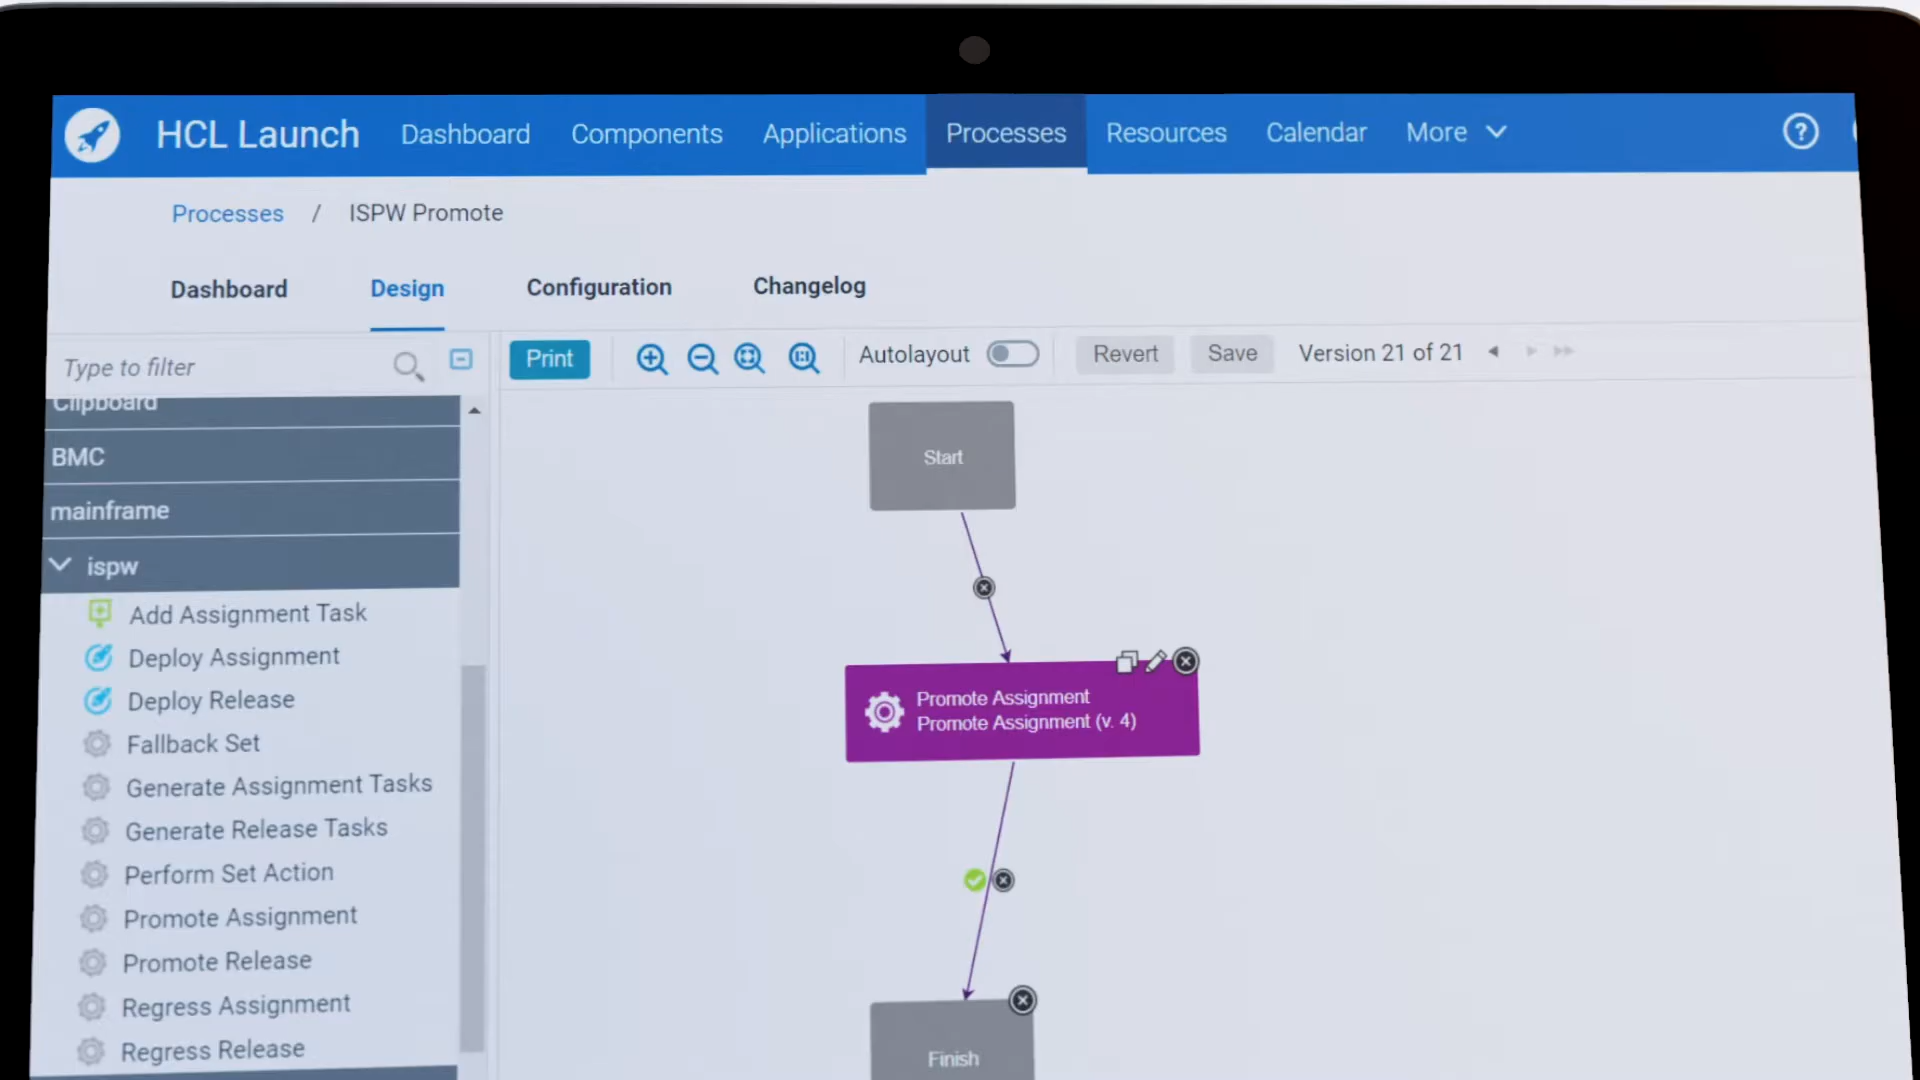 HCL Launch Dashboard Components Applications Processes Resources Calendar More
Processes / ISPW Promote
Dashboard Design Configuration Changelog
Type to filter
Print Autolayout Revert Save Version 21 of 21
Clipboard
BMC
mainframe
ispw
Add Assignment Task
Deploy Assignment
Deploy Release
Fallback Set
Generate Assignment Tasks
Generate Release Tasks
Perform Set Action
Promote Assignment
Promote Release
Regress Assignment
Regress Release
Start
Promote Assignment
Promote Assignment (v. 4)
Finish